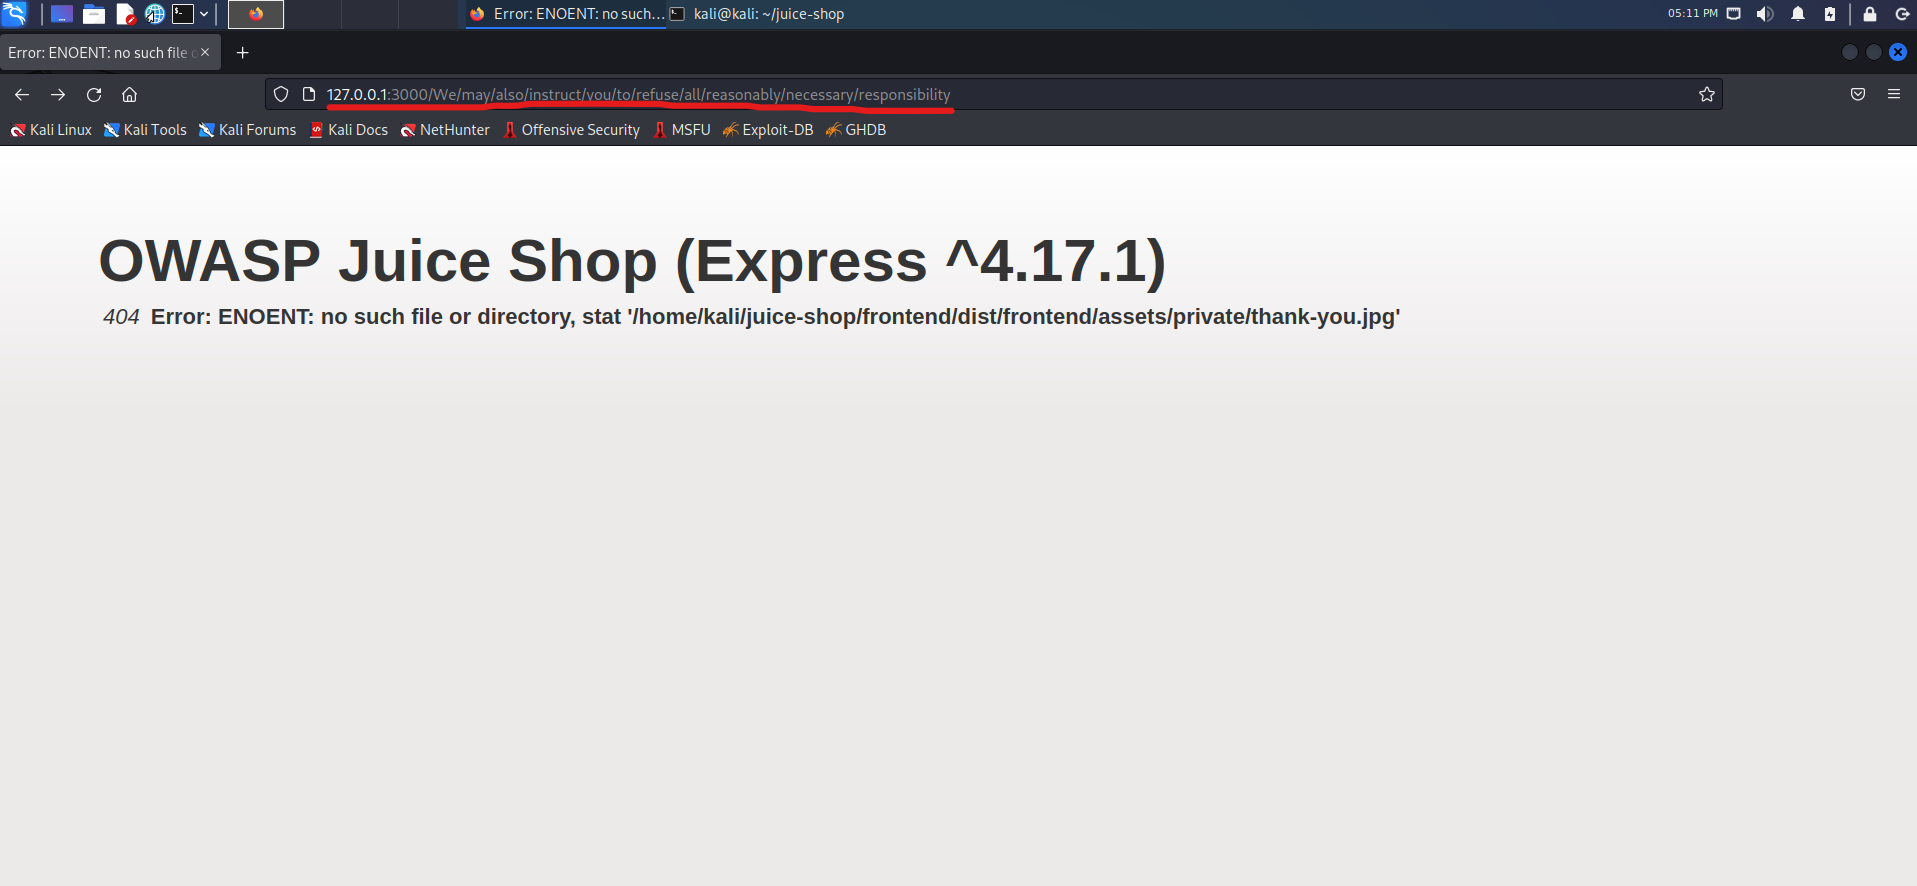 Error: ENOENT: no such... kali@kali: ~/juice-shop 05:11 PM
Error: ENOENT: no such file
127.0.0.1:3000/We/may/also/instruct/you/to/refuse/all/reasonably/necessary/responsibility
Kali Linux Kali Tools Kali Forums Kali Docs NetHunter Offensive Security MSFU Exploit-DB GHDB
OWASP Juice Shop (Express ^4.17.1)
404 Error: ENOENT: no such file or directory, stat '/home/kali/juice-shop/frontend/dist/frontend/assets/private/thank-you.jpg'